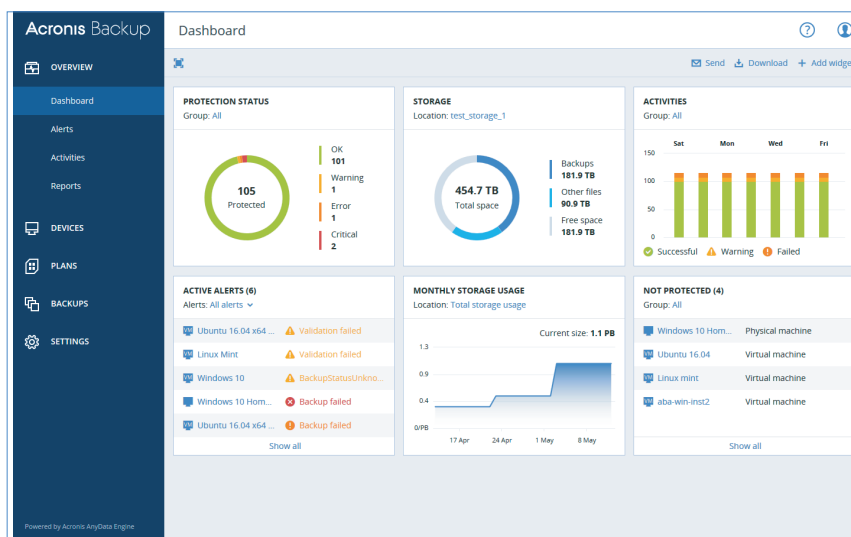 Acronis Backup
Dashboard
OVERVIEW
Send
Download
+ Add widge
Dashboard
Alerts
Activities
Reports
DEVICES
PLANS
BACKUPS
SETTINGS
Powered by Acronis AnyData Engine
PROTECTION STATUS
Group: All
105
Protected
OK
101
Warning
1
Error
1
Critical
2
STORAGE
Location: test_storage_1
454.7 TB
Total space
Backups
181.9 TB
Other files
90.9 TB
Free space
181.9 TB
ACTIVITIES
Group: All
Sat Mon Wed Fri
150
100
50
0
Successful Warning Failed
ACTIVE ALERTS (6)
Alerts: All alerts
VM Ubuntu 16.04 x64 ... Validation failed
VM Linux Mint Validation failed
VM Windows 10 BackupStatusUnkno...
Windows 10 Hom... Backup failed
VM Ubuntu 16.04 x64 ... Backup failed
Show all
MONTHLY STORAGE USAGE
Location: Total storage usage
Current size: 1.1 PB
1.3
0.9
0.4
0/PB
17 Apr 24 Apr 1 May 8 May
NOT PROTECTED (4)
Group: All
Windows 10 Hom... Physical machine
VM Ubuntu 16.04 Virtual machine
VM Linux mint Virtual machine
VM aba-win-inst2 Virtual machine
Show all